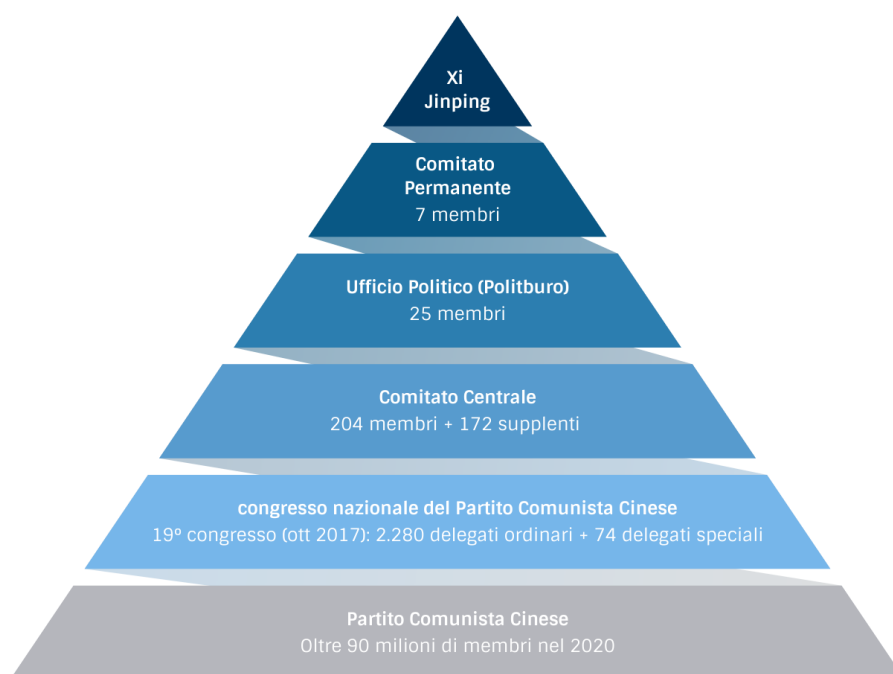 Xi
Jinping
Comitato
Permanente
7 membri
Ufficio Politico (Politburo)
25 membri
Comitato Centrale
204 membri + 172 supplenti
congresso nazionale del Partito Comunista Cinese
19º congresso (ott 2017): 2.280 delegati ordinari + 74 delegati speciali
Partito Comunista Cinese
Oltre 90 milioni di membri nel 2020